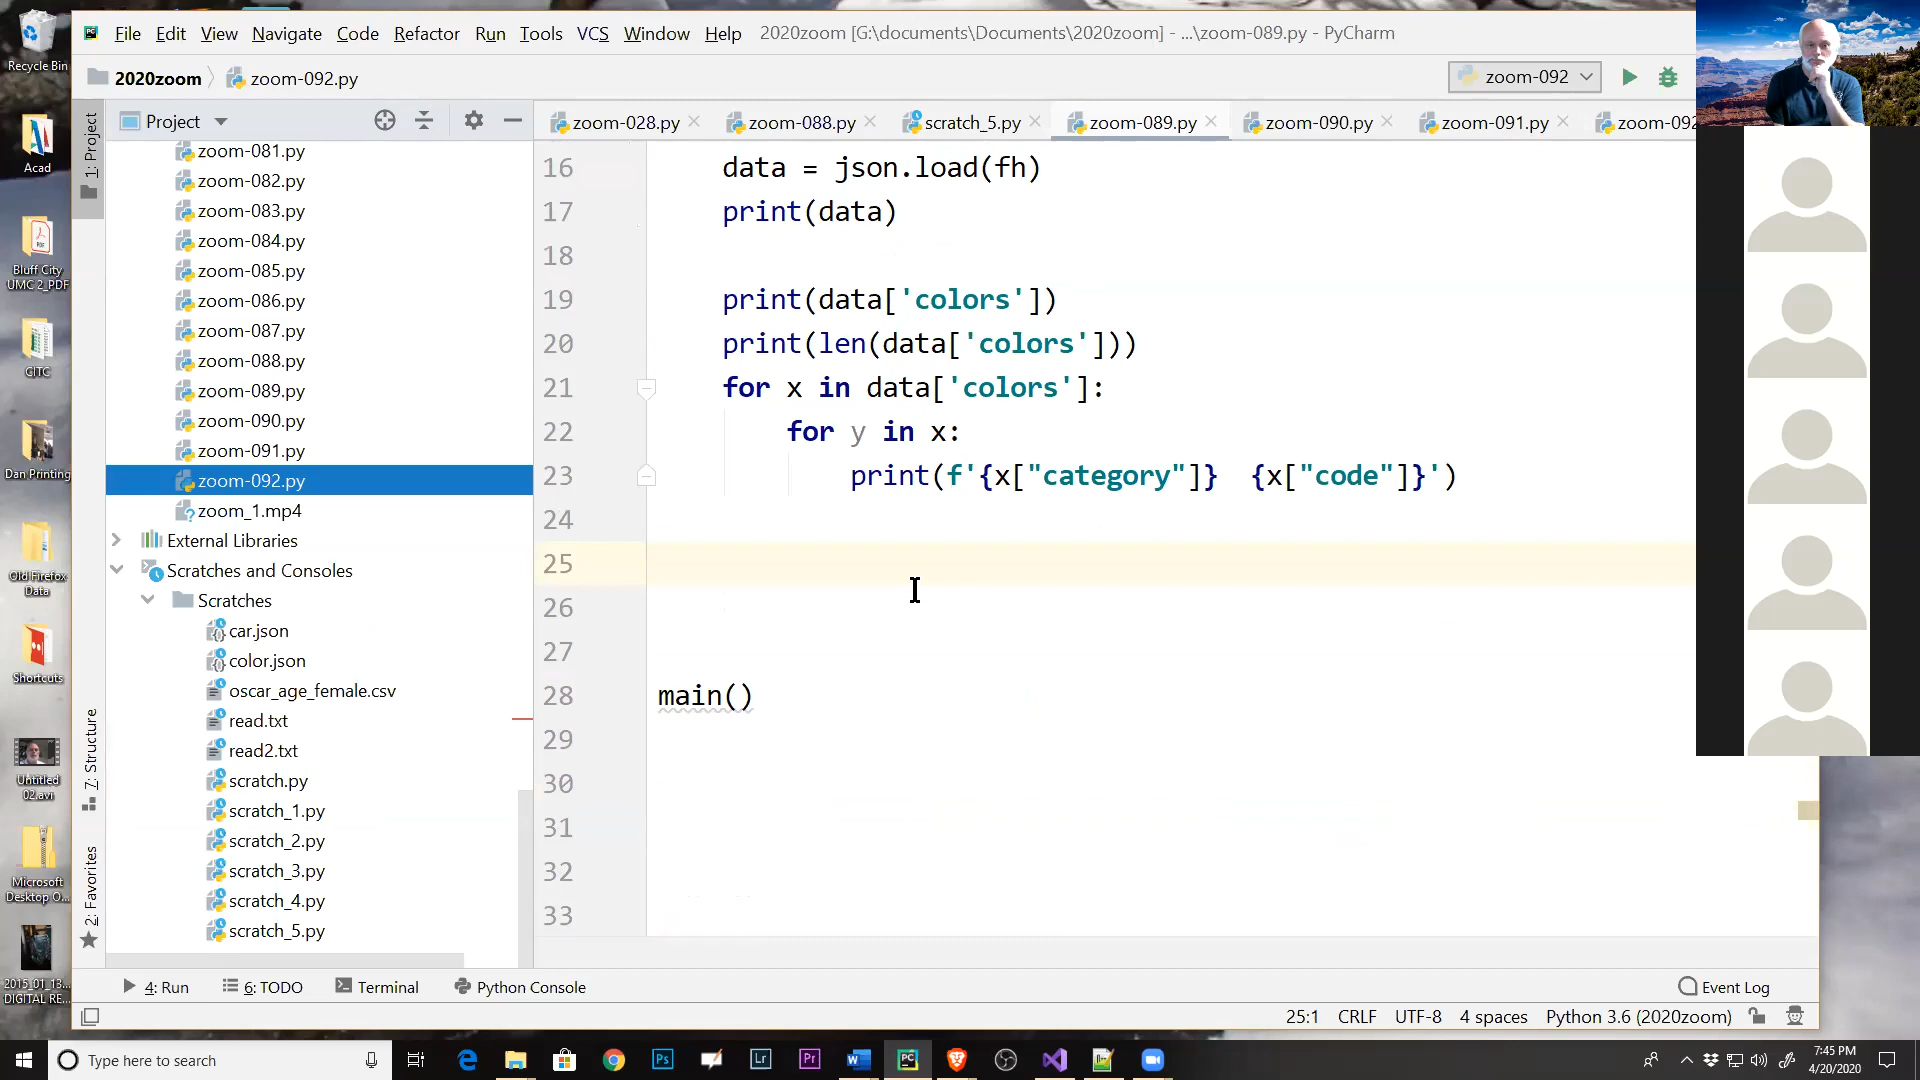 Recycle Bin
Acad
Bluff City
UMC 2_PDF
CITC
Dan Printing
Old Firefox
Data
Shortcuts
Untitled
02.avi
Microsoft
Desktop O...
2015_01_13...
DIGITAL RE...
File Edit View Navigate Code Refactor Run Tools VCS Window Help 2020zoom [G:\documents\Documents\2020zoom] - ...\zoom-089.py - PyCharm
2020zoom zoom-092.py
zoom-092
1: Project
7: Structure
2: Favorites
Project
zoom-028.py zoom-088.py scratch_5.py zoom-089.py zoom-090.py zoom-091.py zoom-092
zoom-081.py
zoom-082.py
zoom-083.py
zoom-084.py
zoom-085.py
zoom-086.py
zoom-087.py
zoom-088.py
zoom-089.py
zoom-090.py
zoom-091.py
zoom-092.py
zoom_1.mp4
External Libraries
Scratches and Consoles
Scratches
car.json
color.json
oscar_age_female.csv
read.txt
read2.txt
scratch.py
scratch_1.py
scratch_2.py
scratch_3.py
scratch_4.py
scratch_5.py
16 data = json.load(fh)
17 print(data)
18
19 print(data['colors'])
20 print(len(data['colors']))
21 for x in data['colors']:
22 for y in x:
23 print(f'{x["category"]}  {x["code"]}')
24
25
26
27
28 main()
29
30
31
32
33
4: Run 6: TODO Terminal Python Console Event Log
25:1 CRLF UTF-8 4 spaces Python 3.6 (2020zoom)
Type here to search
7:45 PM
4/20/2020